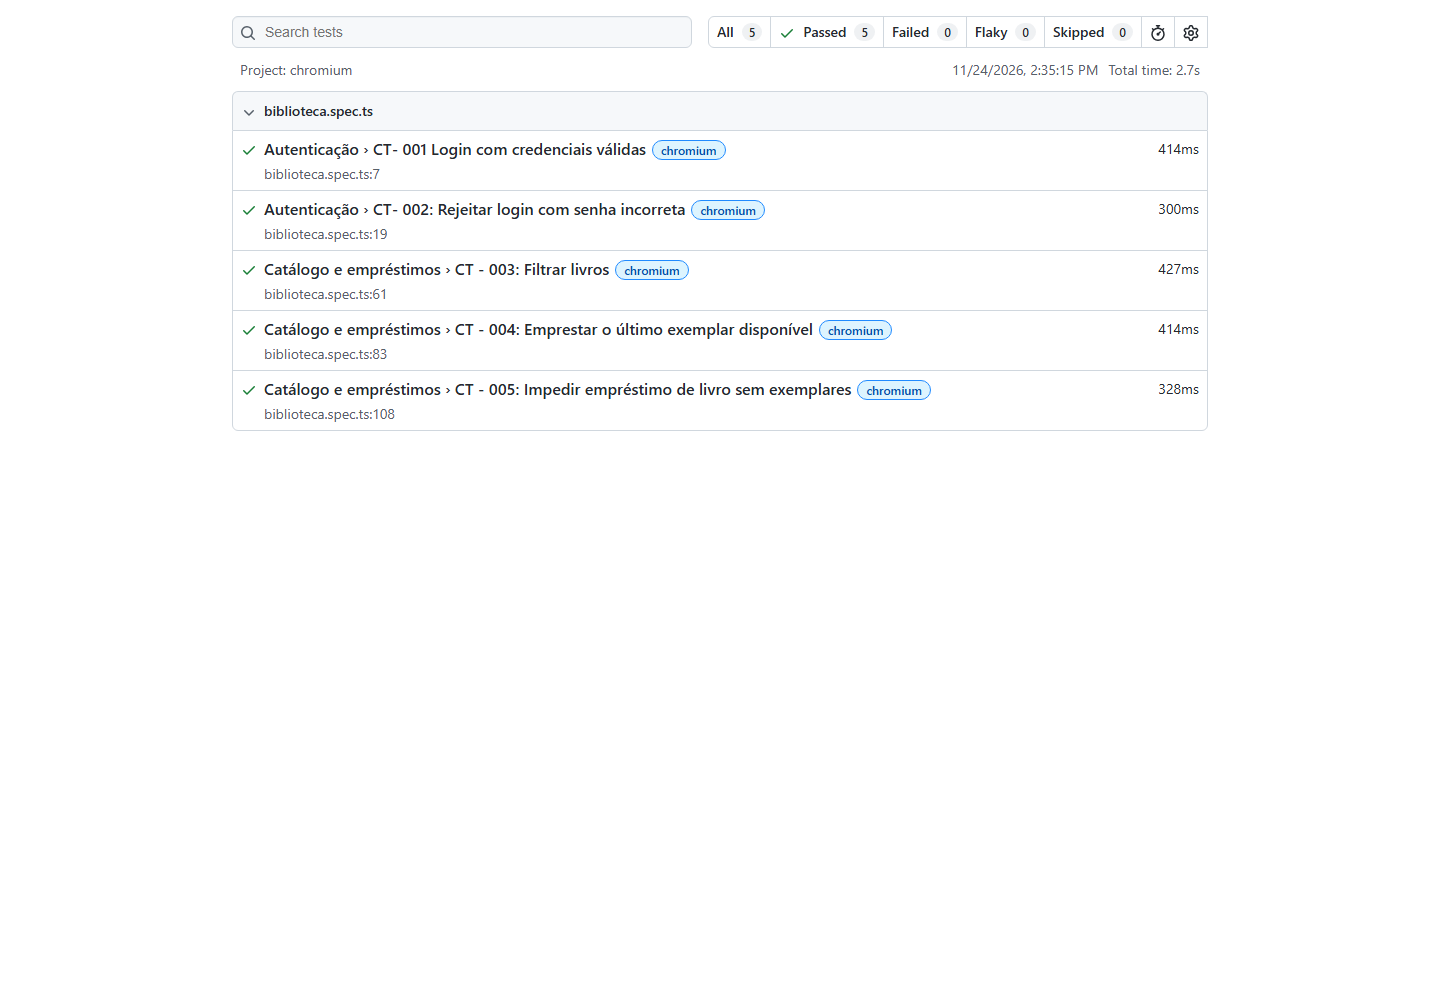 Search tests
All 5 Passed 5 Failed 0 Flaky 0 Skipped 0
Project: chromium 11/24/2026, 2:35:15 PM Total time: 2.7s
biblioteca.spec.ts
Autenticação › CT- 001 Login com credenciais válidas chromium 414ms
biblioteca.spec.ts:7
Autenticação › CT- 002: Rejeitar login com senha incorreta chromium 300ms
biblioteca.spec.ts:19
Catálogo e empréstimos › CT - 003: Filtrar livros chromium 427ms
biblioteca.spec.ts:61
Catálogo e empréstimos › CT - 004: Emprestar o último exemplar disponível chromium 414ms
biblioteca.spec.ts:83
Catálogo e empréstimos › CT - 005: Impedir empréstimo de livro sem exemplares chromium 328ms
biblioteca.spec.ts:108